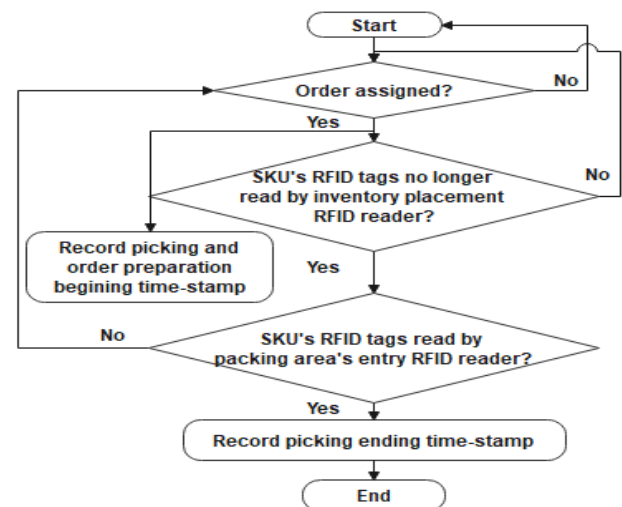 Start
Order assigned?
No
Yes
SKU's RFID tags no longer
read by inventory placement
RFID reader?
No
Record picking and
order preparation
begining time-stamp
Yes
No
SKU's RFID tags read by
packing area's entry RFID reader?
Yes
Record picking ending time-stamp
End